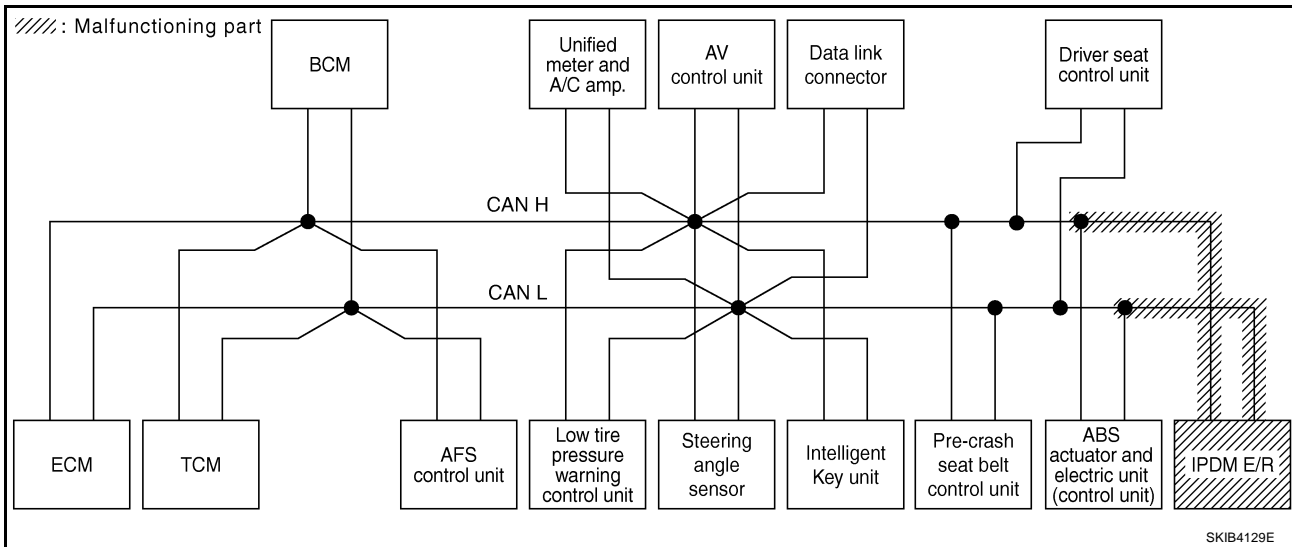 : Malfunctioning part
BCM
Unified
meter and
A/C amp.
AV
control unit
Data link
connector
Driver seat
control unit
CAN H
CAN L
ECM
TCM
AFS
control unit
Low tire
pressure
warning
control unit
Steering
angle
sensor
Intelligent
Key unit
Pre-crash
seat belt
control unit
ABS
actuator and
electric unit
(control unit)
IPDM E/R
SKIB4129E